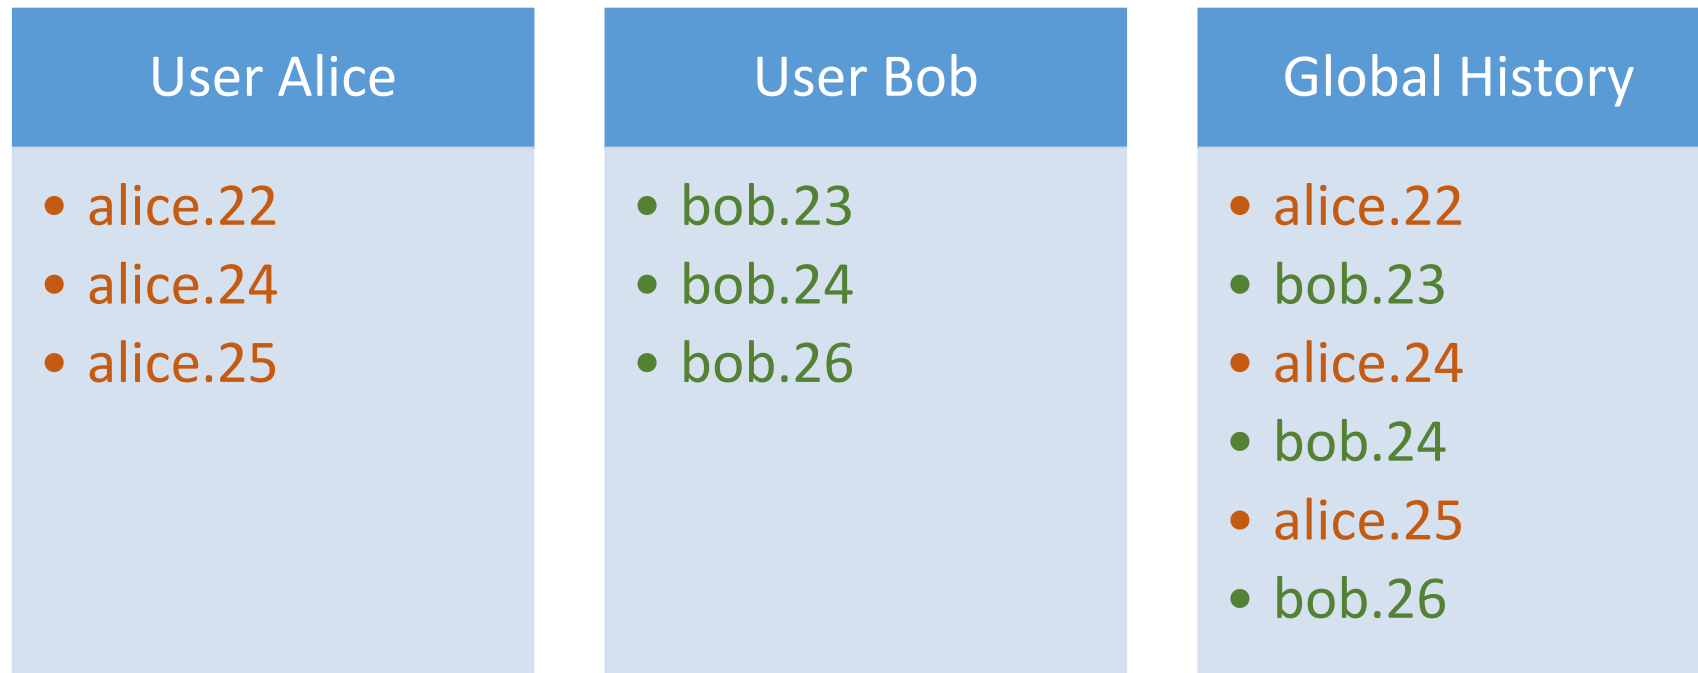 User Alice
• alice.22
• alice.24
• alice.25
User Bob
• bob.23
• bob.24
• bob.26
Global History
• alice.22
• bob.23
• alice.24
• bob.24
• alice.25
• bob.26